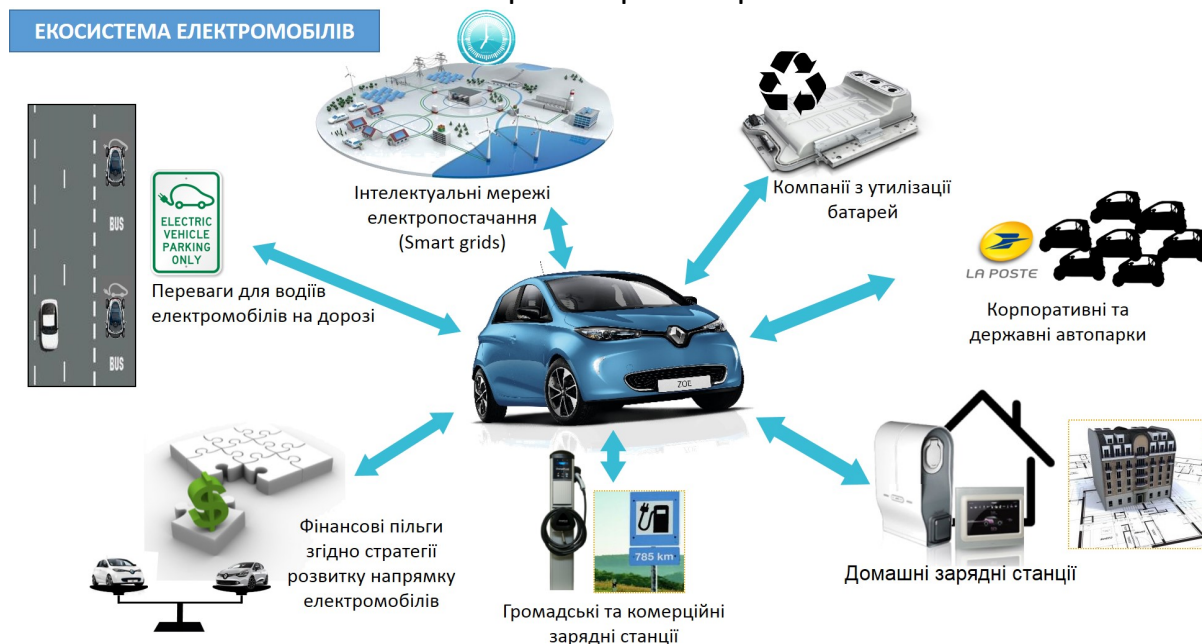 ЕКОСИСТЕМА ЕЛЕКТРОМОБІЛІВ
Інтелектуальні мережі
електропостачання
(Smart grids)
Компанії з утилізації
батарей
LA POSTE
Корпоративні та
державні автопарки
BUS
BUS
ELECTRIC
VEHICLE
PARKING
ONLY
Переваги для водіїв
електромобілів на дорозі
ZOE
Фінансові пільги
згідно стратегії
розвитку напрямку
електромобілів
785 km
Громадські та комерційні
зарядні станції
Домашні зарядні станції